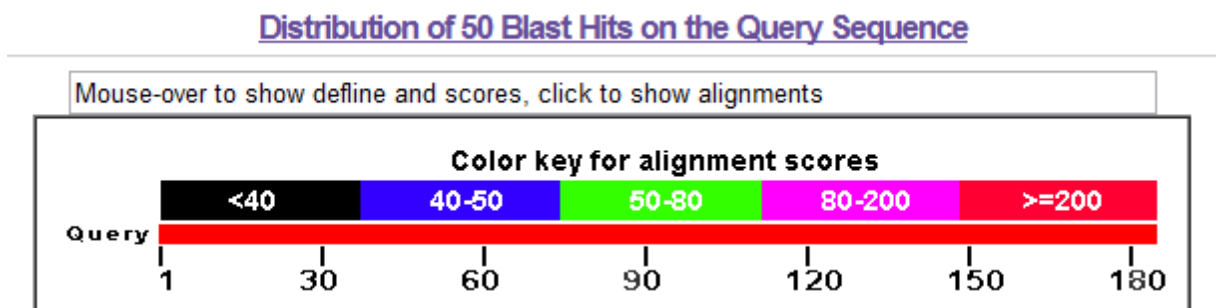 Distribution of 50 Blast Hits on the Query Sequence
Mouse-over to show defline and scores, click to show alignments
Color key for alignment scores
<40 40-50 50-80 80-200 >=200
Query
1 30 60 90 120 150 180